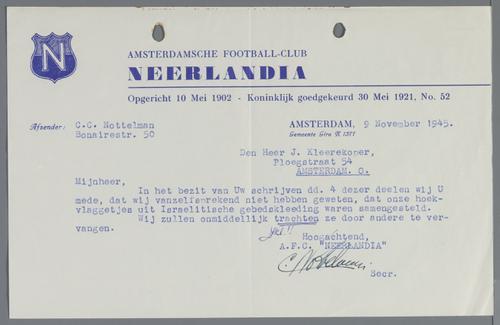 N
AMSTERDAMSCHE FOOTBALL-CLUB
NEERLANDIA
Opgericht 10 Mei 1902 - Koninklijk goedgekeurd 30 Mei 1921, No. 52
Afzender: C.C. Nottelman
Bonairestr. 50
AMSTERDAM, 9 November 1945.
Gemeente Giro N 1377
Den Heer J. Kleerekoper,
Ploegstraat 54
AMSTERDAM. O.
Mijnheer,
In het bezit van Uw schrijven dd. 4 dezer deelen wij U
mede, dat wij vanzelfsprekend niet hebben geweten, dat onze hoek-
vlaggetjes uit Israelitische gebedskleeding waren samengesteld.
Wij zullen onmiddellijk trachten ze door andere te ver-
vangen.
Hoogachtend,
A.F.C. "NEERLANDIA"
Secr.